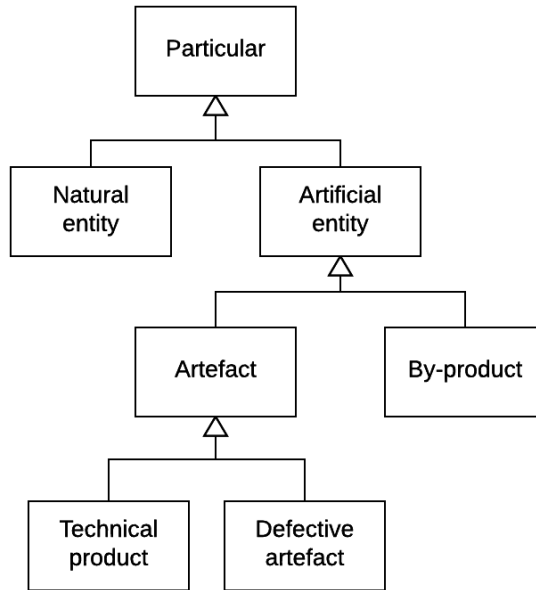 Particular
Natural
entity
Artificial
entity
Artefact
By-product
Technical
product
Defective
artefact